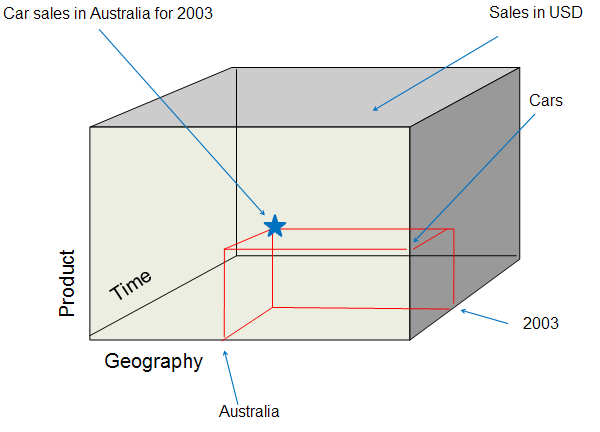 Car sales in Australia for 2003
Sales in USD
Cars
Product
Time
2003
Geography
Australia